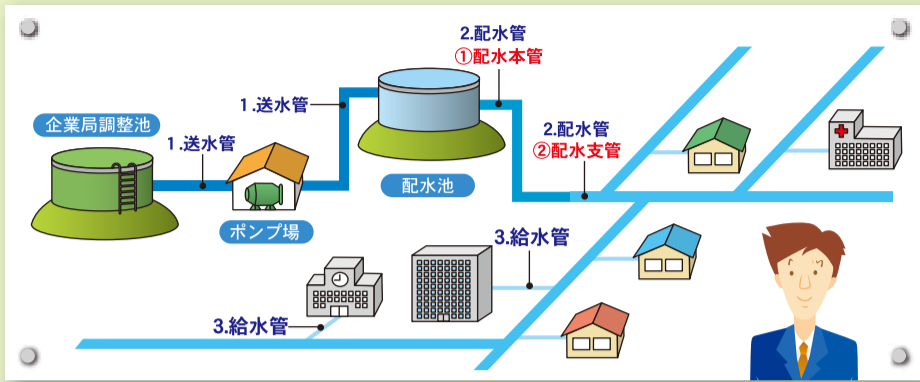 企業局調整池
1.送水管
ポンプ場
1.送水管
配水池
2.配水管
①配水本管
2.配水管
②配水支管
3.給水管
3.給水管